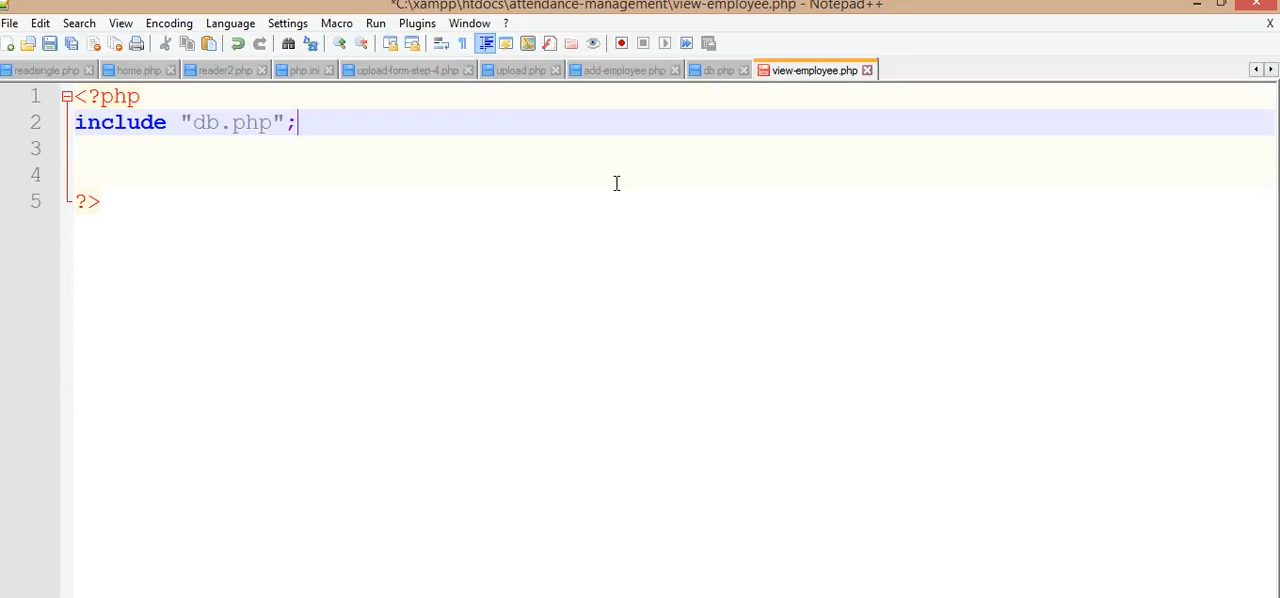 *C:\xampp\htdocs\attendance-management\view-employee.php - Notepad++
File Edit Search View Encoding Language Settings Macro Run Plugins Window ? X
readsingle.php home.php reader2.php php.ini upload-form-step-4.php upload.php add-employee.php db.php view-employee.php
1 <?php
2 include "db.php";
3
4
5 ?>